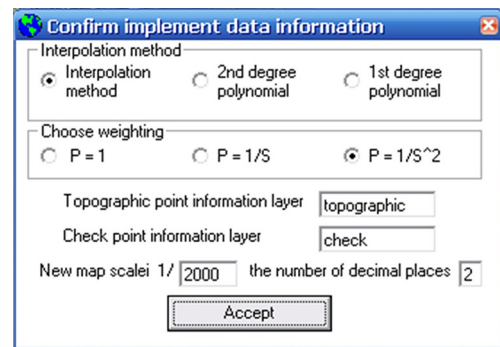 Confirm implement data information
Interpolation method
Interpolation method
2nd degree polynomial
1st degree polynomial
Choose weighting
P = 1
P = 1/S
P = 1/S^2
Topographic point information layer topographic
Check point information layer check
New map scalei 1/ 2000 the number of decimal places 2
Accept